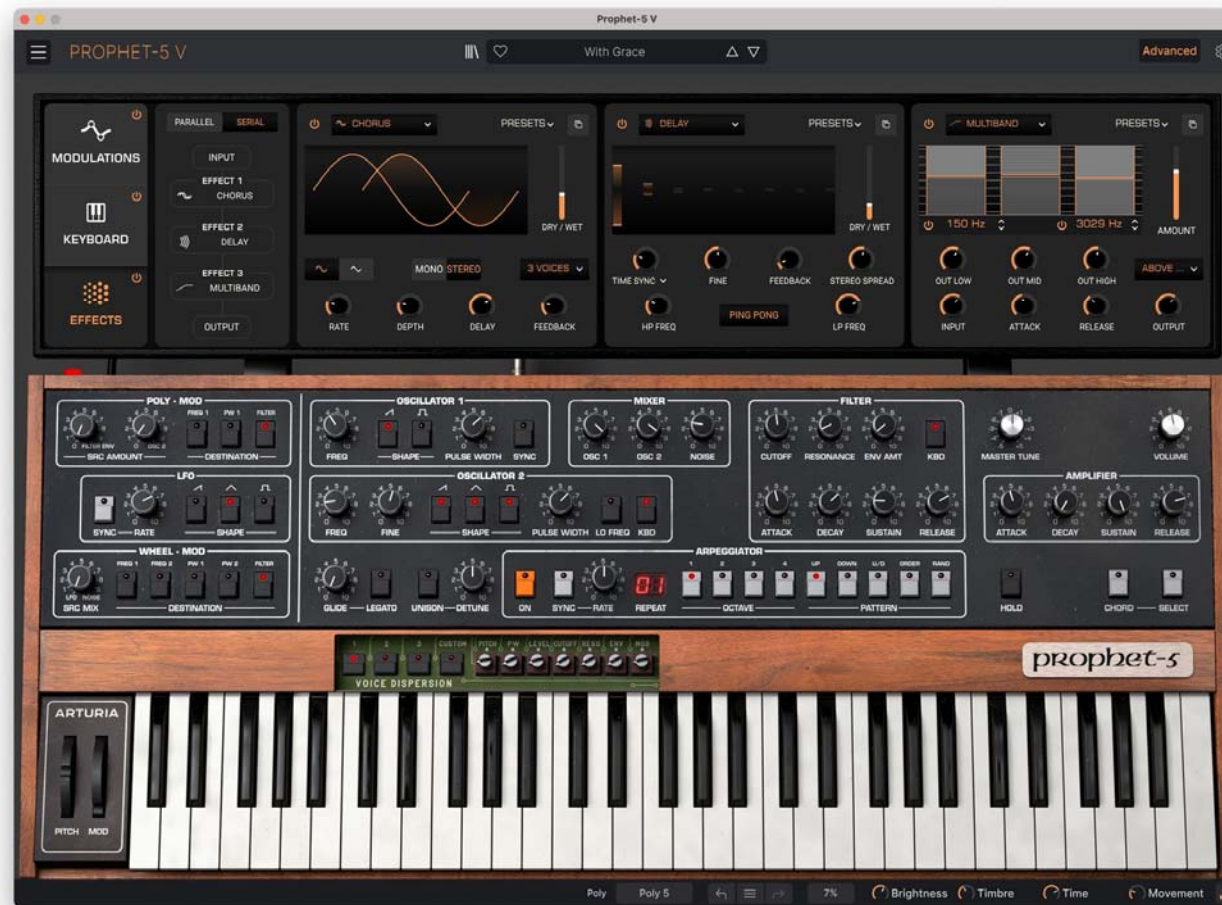 Prophet-5 V
PROPHET-5 V
With Grace
Advanced
MODULATIONS
KEYBOARD
EFFECTS
PARALLEL SERIAL
INPUT
EFFECT 1
CHORUS
EFFECT 2
DELAY
EFFECT 3
MULTIBAND
OUTPUT
CHORUS PRESETS
DRY / WET
MONO STEREO 3 VOICES
RATE DEPTH DELAY FEEDBACK
DELAY PRESETS
DRY / WET
TIME SYNC FINE FEEDBACK STEREO SPREAD
HP FREQ PING PONG LP FREQ
MULTIBAND PRESETS
150 Hz 3029 Hz AMOUNT
OUT LOW OUT MID OUT HIGH ABOVE ...
INPUT ATTACK RELEASE OUTPUT
POLY - MOD
FREQ 1 PW 1 FILTER
FILTER ENV OSC 2
SRC AMOUNT DESTINATION
OSCILLATOR 1
FREQ SHAPE PULSE WIDTH SYNC
MIXER
OSC 1 OSC 2 NOISE
FILTER
CUTOFF RESONANCE ENV AMT KBD
ATTACK DECAY SUSTAIN RELEASE
MASTER TUNE VOLUME
LFO
SYNC RATE SHAPE
OSCILLATOR 2
FREQ FINE SHAPE PULSE WIDTH LO FREQ KBD
AMPLIFIER
ATTACK DECAY SUSTAIN RELEASE
WHEEL - MOD
FREQ 1 FREQ 2 PW 1 PW 2 FILTER
LFO NOISE
SRC MIX DESTINATION
GLIDE LEGATO UNISON DETUNE
ARPEGGIATOR
1 2 3 4 UP DOWN U/D ORDER RAND
01
ON SYNC RATE REPEAT OCTAVE PATTERN
HOLD CHORD SELECT
1 2 3 CUSTOM PITCH PW LEVEL CUTOFF RESO ENV MOD
VOICE DISPERSION
prophet-5
ARTURIA
PITCH MOD
Poly Poly 5 7% Brightness Timbre Time Movement